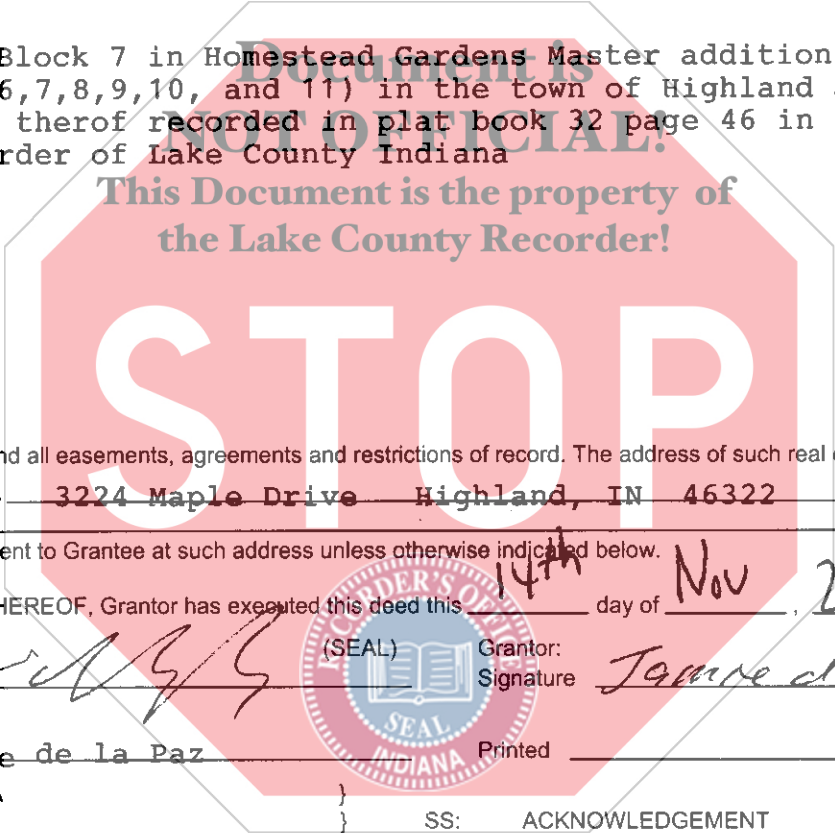 Block 7 in Homestead Gardens Master addition
Document is
6,7,8,9,10, and 11) in the town of Highland
therof recorded in plat book 32 page 46 in
NOT OFFICIAL!
rder of Lake County Indiana
This Document is the property of
the Lake County Recorder!
STOP
nd all easements, agreements and restrictions of record. The address of such real
3224 Maple Drive Highland, IN 46322
ent to Grantee at such address unless otherwise indicated below.
HEREOF, Grantor has executed this deed this 14th day of Nov , 2
(SEAL) Grantor:
Signature Jamie d
RECORDER'S OFFICE
SEAL
INDIANA
e de la Paz Printed
}
} SS: ACKNOWLEDGEMENT